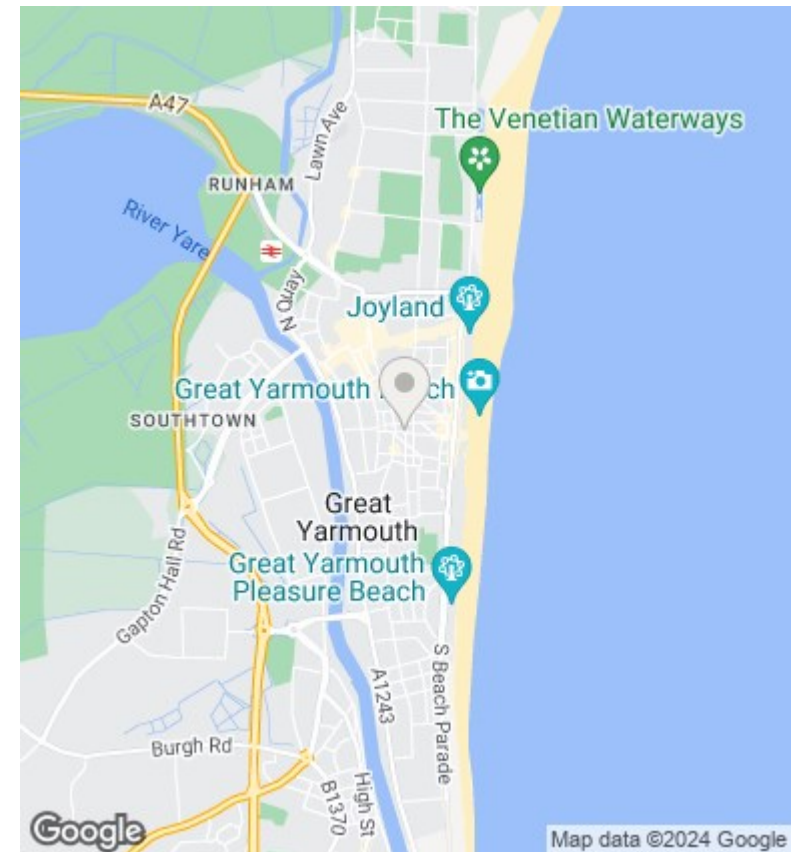 A47
The Venetian Waterways
Lawn Ave
RUNHAM
River Yare
N Quay
Joyland
Great Yarmouth
ch
SOUTHTOWN
Great
Yarmouth
Great Yarmouth
Pleasure Beach
Gapton Hall Rd
S Beach Parade
A1243
Burgh Rd
High St
B1370
Google
Map data ©2024 Google